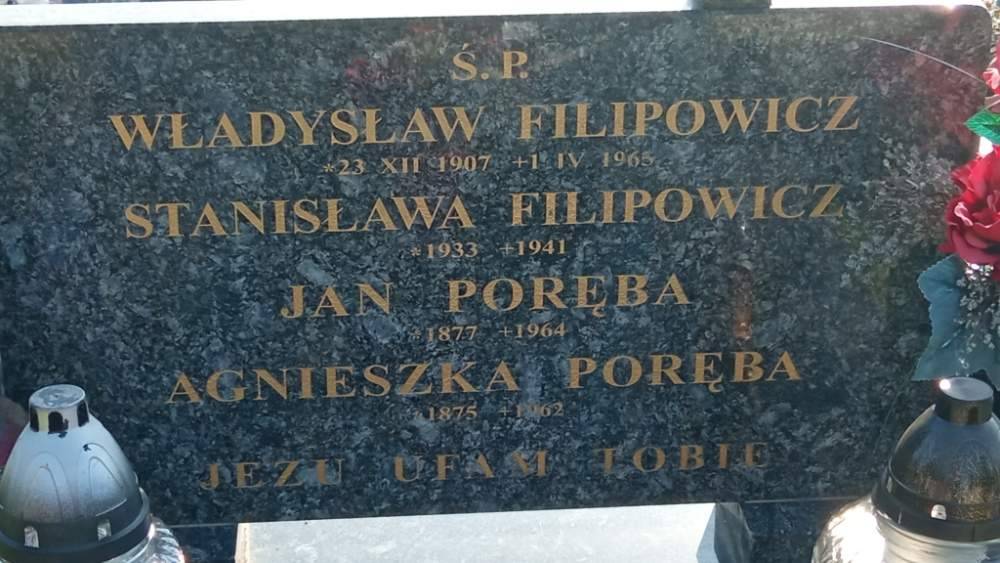 Ś. P.
WŁADYSŁAW FILIPOWICZ
*23 XII 1907 +1 IV 1965
STANISŁAWA FILIPOWICZ
*1933 +1941
JAN PORĘBA
*1877 +1964
AGNIESZKA PORĘBA
*1875 +1962
JEZU UFAM TOBIE